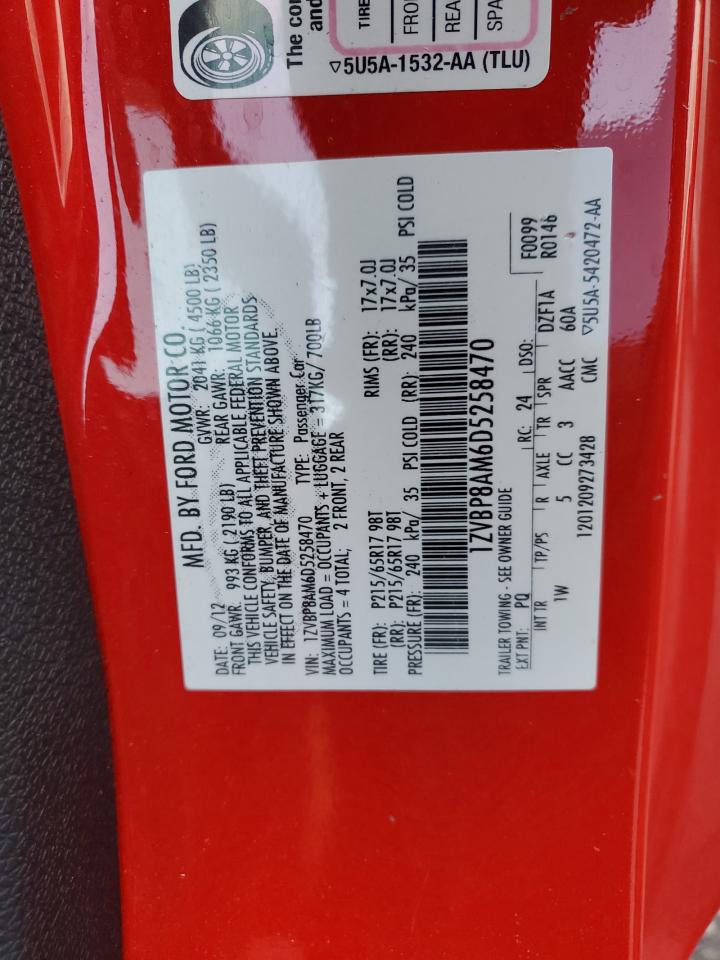 The co
and
TIRE
FRO
REA
SPA
▽5U5A-1532-AA (TLU)
MFD. BY FORD MOTOR CO.
DATE: 09/12 GVWR: 2041 KG ( 4500 LB)
FRONT GAWR: 993 KG ( 2190 LB) REAR GAWR: 1066 KG ( 2350 LB)
THIS VEHICLE CONFORMS TO ALL APPLICABLE FEDERAL MOTOR
VEHICLE SAFETY, BUMPER, AND THEFT PREVENTION STANDARDS
IN EFFECT ON THE DATE OF MANUFACTURE SHOWN ABOVE.
VIN: 1ZVBP8AM6D5258470 TYPE: Passenger Car
MAXIMUM LOAD = OCCUPANTS + LUGGAGE = 317KG/ 700LB
OCCUPANTS = 4 TOTAL; 2 FRONT, 2 REAR
TIRE (FR): P215/65R17 98T RIMS (FR): 17x7.0J
(RR): P215/65R17 98T (RR): 17x7.0J
PRESSURE (FR): 240 kPa/ 35 PSI COLD (RR): 240 kPa/ 35 PSI COLD
1ZVBP8AM6D5258470
F0099
R0146
TRAILER TOWING - SEE OWNER GUIDE
EXT PNT: PQ RC: 24 DSO: DZF1A
INT TR TP/PS R AXLE TR SPR 60A
1W 5 CC 3 AACC
1201209273428 CMC ▽5U5A-5420472-AA